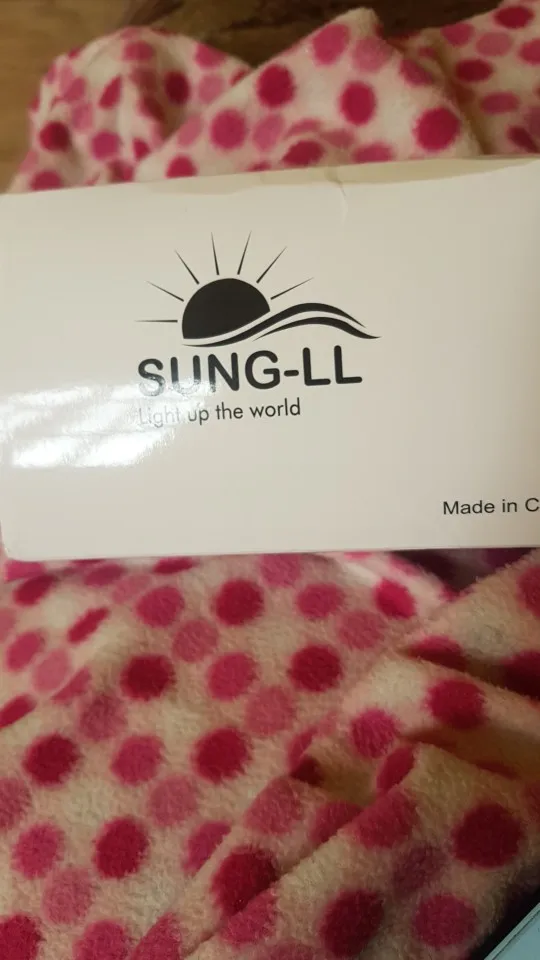 SUNG-LL
Light up the world
Made in C